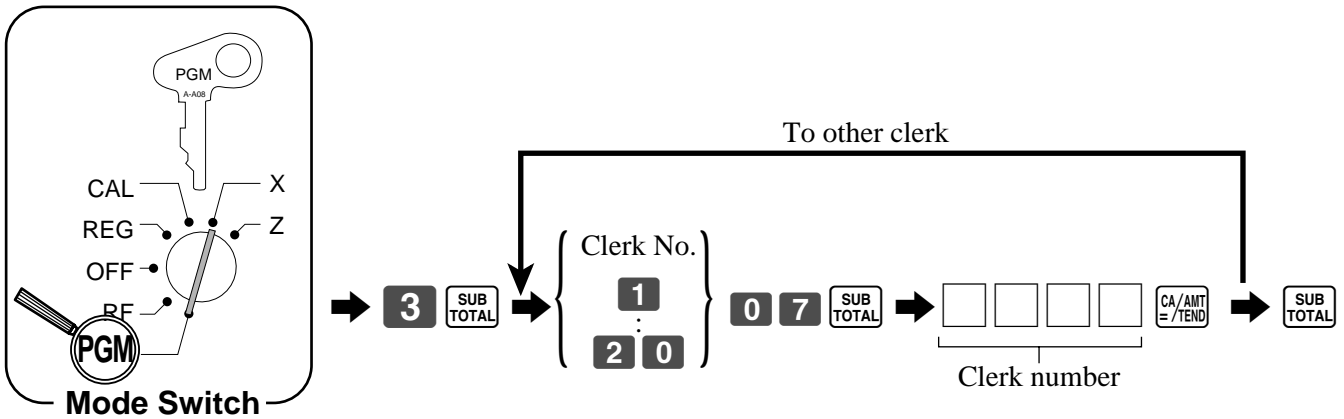 PGM
A-A08
CAL
X
REG
Z
OFF
RF
PGM
Mode Switch
3
SUB
TOTAL
To other clerk
Clerk No.
1
:
2 0
0 7
SUB
TOTAL
CA/AMT
= /TEND
Clerk number
SUB
TOTAL